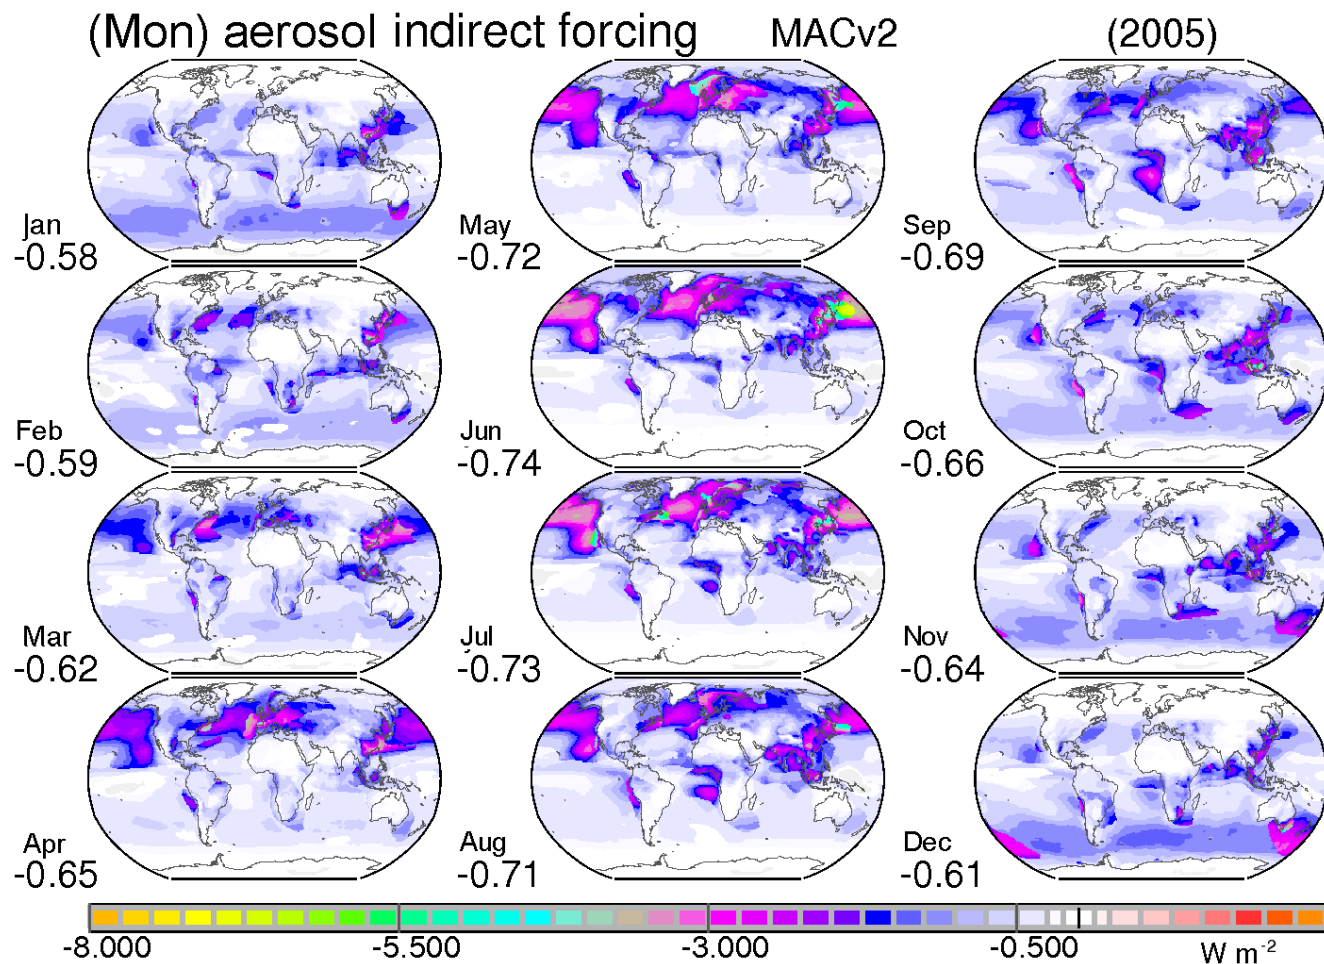 (Mon) aerosol indirect forcing MACv2 (2005)
Jan
-0.58
May
-0.72
Sep
-0.69
Feb
-0.59
Jun
-0.74
Oct
-0.66
Mar
-0.62
Jul
-0.73
Nov
-0.64
Apr
-0.65
Aug
-0.71
Dec
-0.61
-8.000 -5.500 -3.000 -0.500 W m⁻²